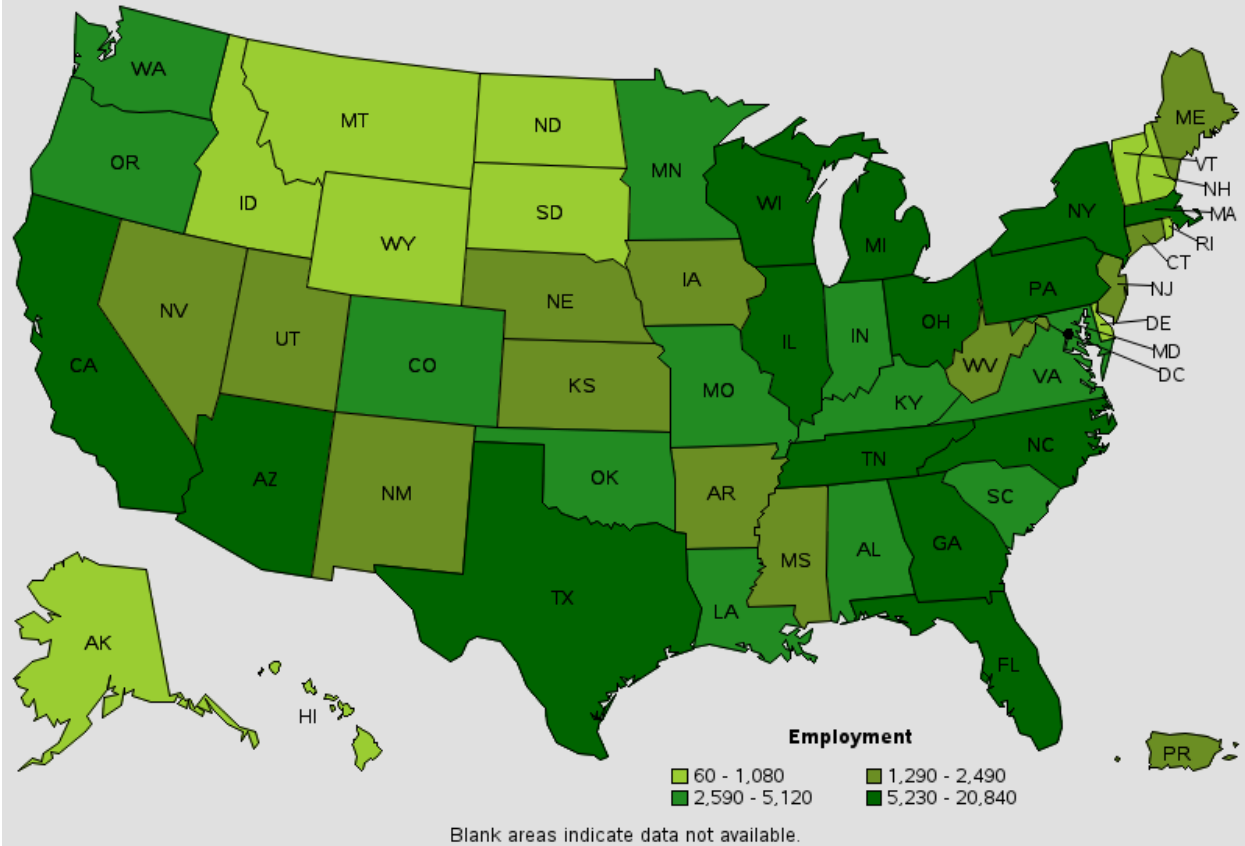 WA
MT
ND
MN
ME
OR
VT
NH
ID
SD
WI
NY
MA
WY
MI
RI
CT
IA
NE
PA
NJ
NV
OH
DE
UT
IL
IN
MD
CA
CO
WV
DC
KS
MO
VA
KY
NC
TN
AZ
OK
NM
AR
SC
GA
MS
AL
TX
LA
AK
FL
HI
PR
Employment
60 - 1,080
1,290 - 2,490
2,590 - 5,120
5,230 - 20,840
Blank areas indicate data not available.